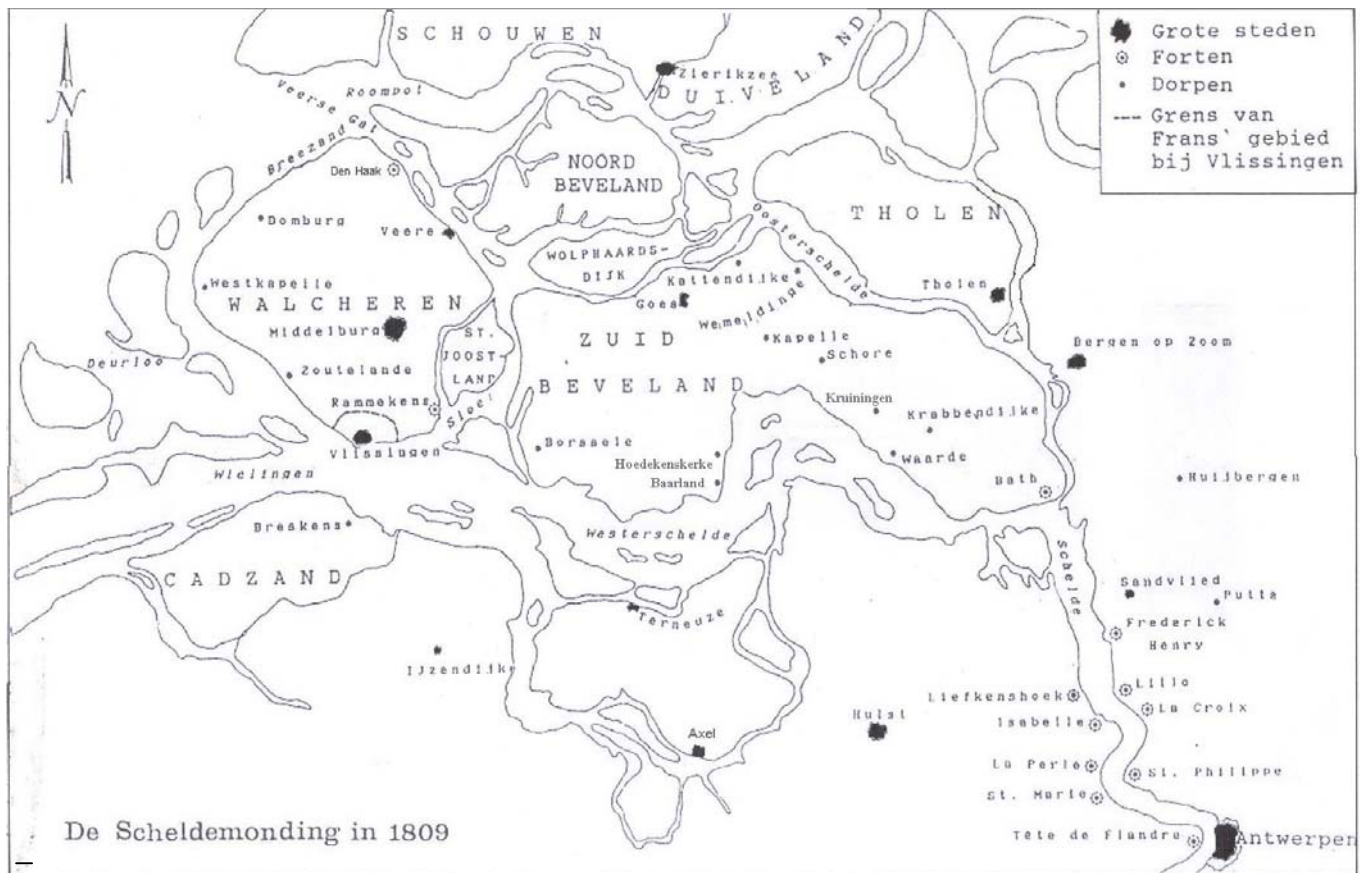 SCHOUWEN
Grote steden
Forten
Dorpen
Grens van
Frans' gebied
bij Vlissingen
N
Zierikzee
DUIVELAND
Roompot
Veerse Gat
Breezand
Den Haak
NOORD
BEVELAND
THOLEN
Domburg
Veere
Oosterschelde
WOLPHAARDS-
DIJK
Kattendijke
Westkapelle
WALCHEREN
Goes
Wemeldinge
Tholen
Middelburg
ST.
JOOST-
LAND
ZUID
BEVELAND
Kapelle
Schore
Bergen op Zoom
Deurloo
Zoutelande
Rammekens
Sloe
Kruiningen
Krabbendijke
Vlissingen
Borssele
Hoedekenskerke
Baarland
Waarde
Bath
Huijbergen
Wielingen
Breskens
Westerschelde
Schelde
CADZAND
Sandvlied
Putta
Terneuze
Frederick
Henry
IJzendijke
Liefkenshoek
Lillo
La Croix
Isabelle
Hulst
Axel
La Perle
St. Philippe
St. Marie
De Scheldemonding in 1809
Tête de Flandre
Antwerpen